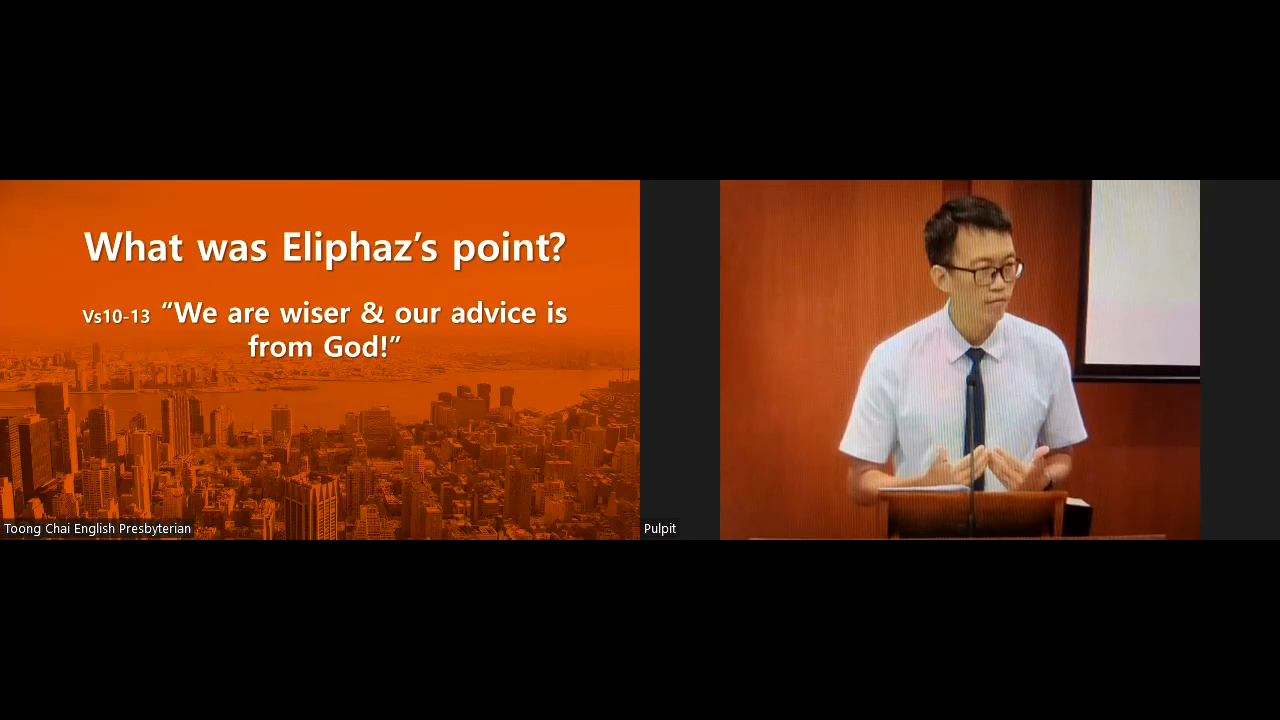 What was Eliphaz’s point?
Vs10-13 “We are wiser & our advice is
from God!”
Toong Chai English Presbyterian
Pulpit